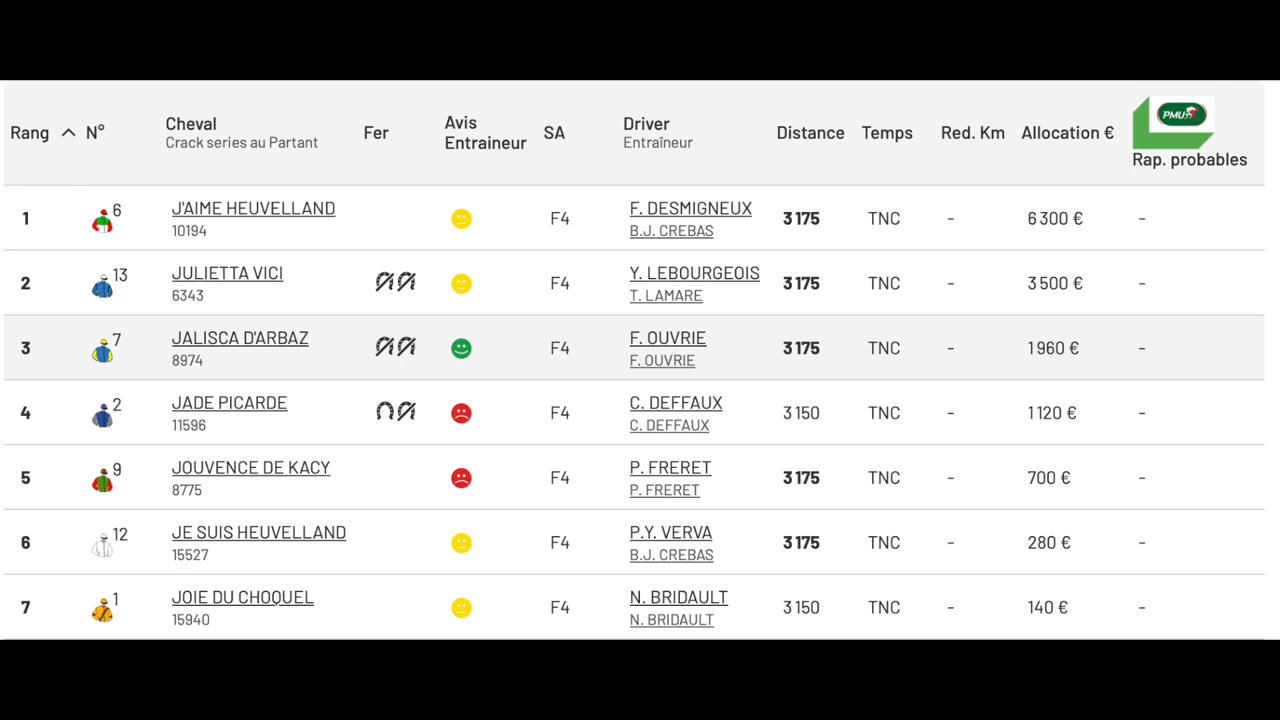 Rang N° Cheval Fer Avis Entraineur SA Driver Distance Temps Red. Km Allocation € PMU
Crack series au Partant Entraîneur Rap. probables
1 6 J'AIME HEUVELLAND F4 F. DESMIGNEUX 3 175 TNC - 6 300 € -
10194 B.J. CREBAS
2 13 JULIETTA VICI F4 Y. LEBOURGEOIS 3 175 TNC - 3 500 € -
6343 T. LAMARE
3 7 JALISCA D'ARBAZ F4 F. OUVRIE 3 175 TNC - 1 960 € -
8974 F. OUVRIE
4 2 JADE PICARDE F4 C. DEFFAUX 3 150 TNC - 1 120 € -
11596 C. DEFFAUX
5 9 JOUVENCE DE KACY F4 P. FRERET 3 175 TNC - 700 € -
8775 P. FRERET
6 12 JE SUIS HEUVELLAND F4 P.Y. VERVA 3 175 TNC - 280 € -
15527 B.J. CREBAS
7 1 JOIE DU CHOQUEL F4 N. BRIDAULT 3 150 TNC - 140 € -
15940 N. BRIDAULT